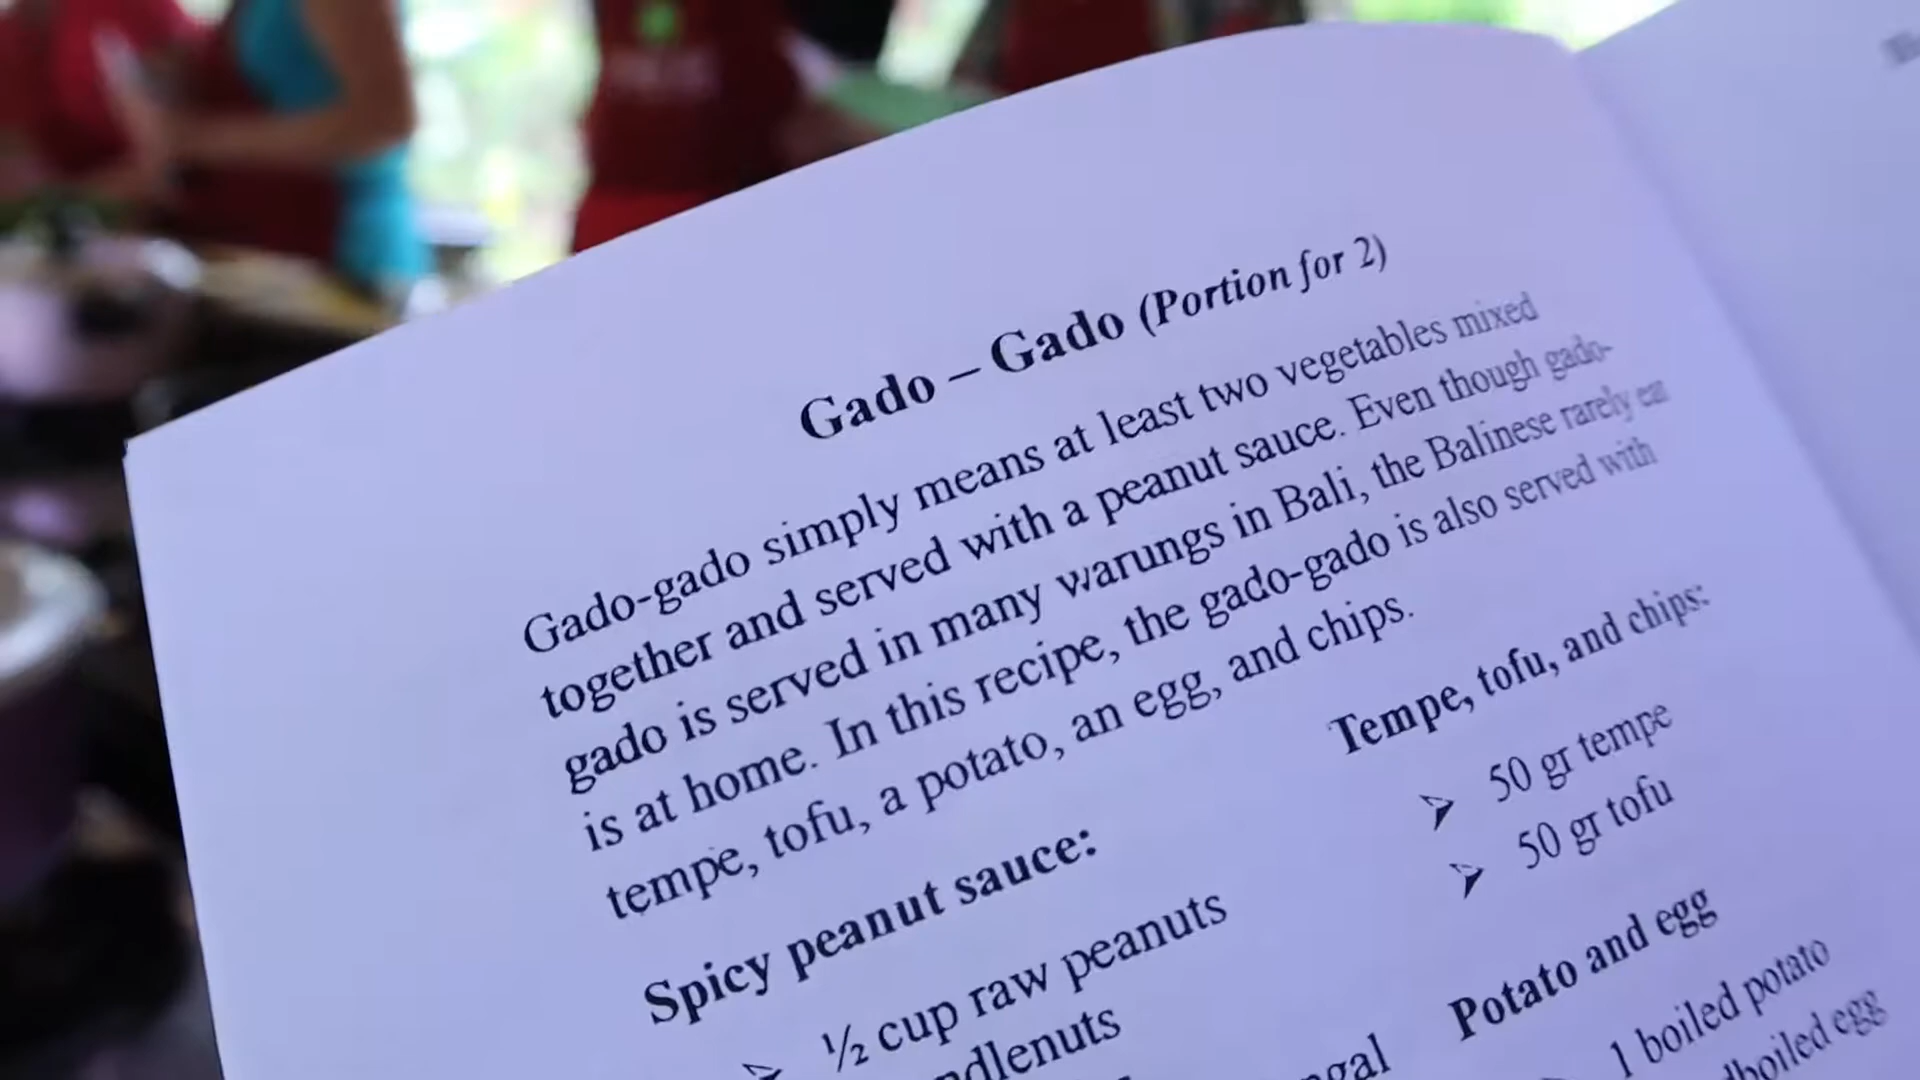 Gado – Gado (Portion for 2)
Gado-gado simply means at least two vegetables mixed
together and served with a peanut sauce. Even though gado-
gado is served in many warungs in Bali, the Balinese rarely eat
is at home. In this recipe, the gado-gado is also served with
tempe, tofu, a potato, an egg, and chips.
Spicy peanut sauce:
½ cup raw peanuts
Tempe, tofu, and chips:
50 gr tempe
50 gr tofu
Potato and egg
1 boiled potato
egg